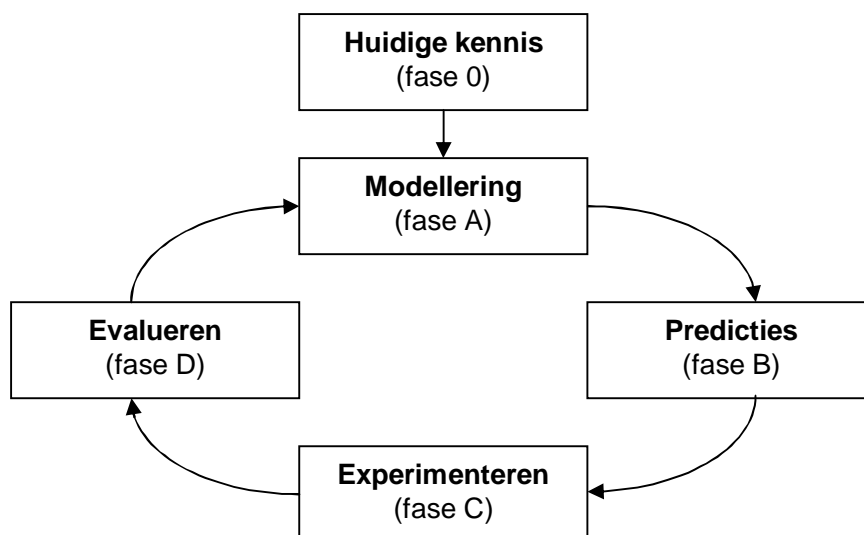 Huidige kennis
(fase 0)
Modellering
(fase A)
Evalueren
(fase D)
Predicties
(fase B)
Experimenteren
(fase C)